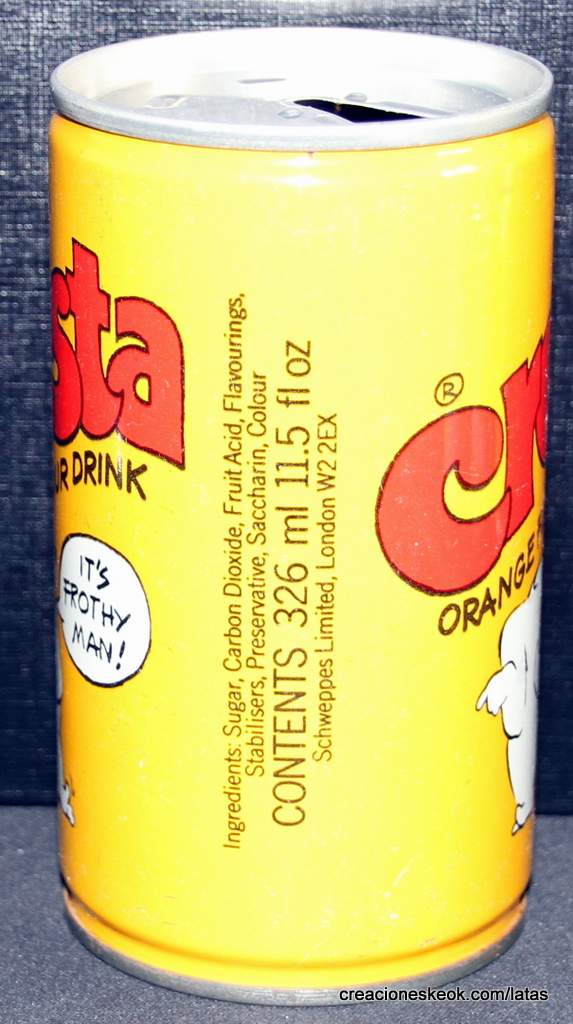 sta
UR DRINK
IT'S
FROTHY
MAN!
Ingredients: Sugar, Carbon Dioxide, Fruit Acid, Flavourings,
Stabilisers, Preservative, Saccharin, Colour
CONTENTS 326 ml 11.5 fl oz
Schweppes Limited, London W2 2EX
®
cr
ORANGE
creacioneskeok.com/latas